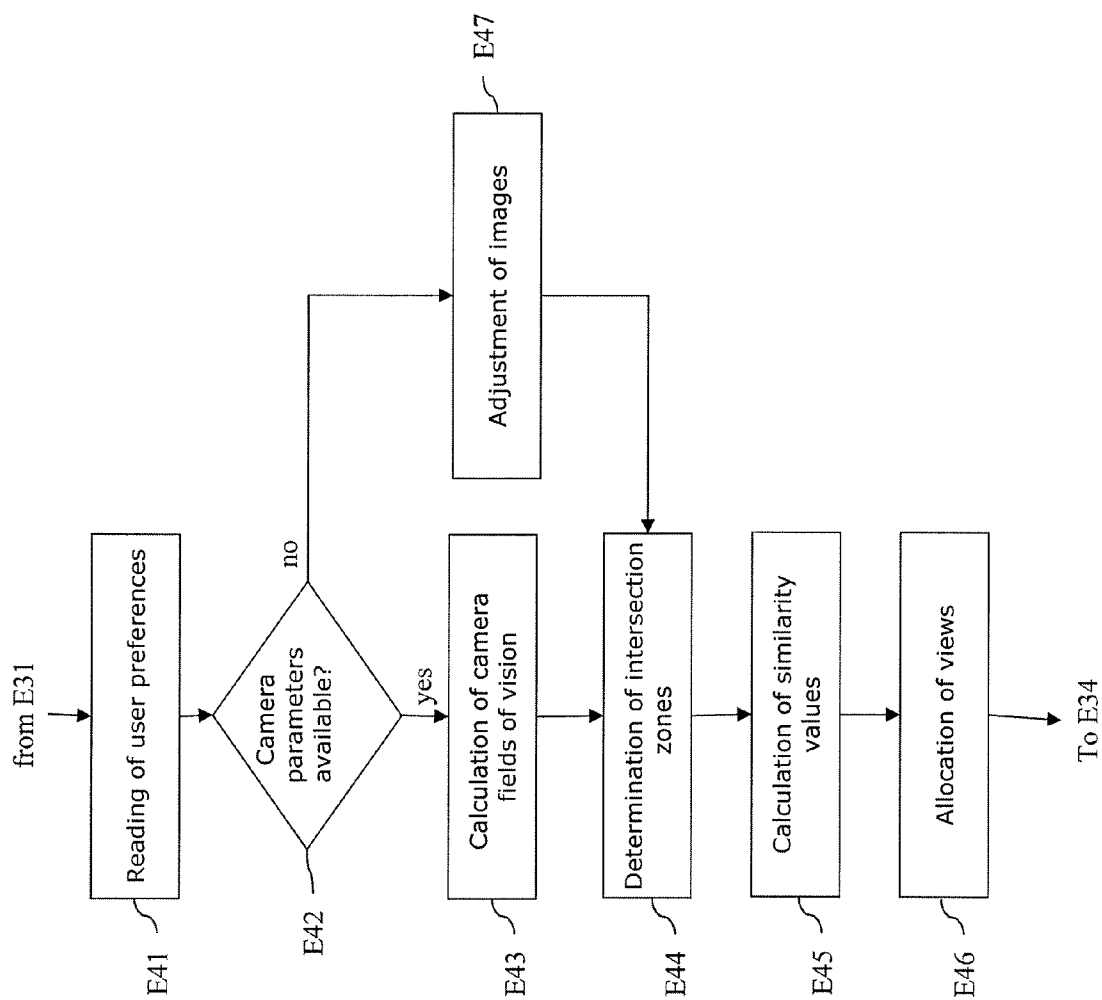 from E31
Reading of user preferences
E41
Camera
parameters
available?
no
yes
E42
E47
Adjustment of images
Calculation of camera
fields of vision
E43
Determination of intersection
zones
E44
Calculation of similarity
values
E45
Allocation of views
E46
To E34